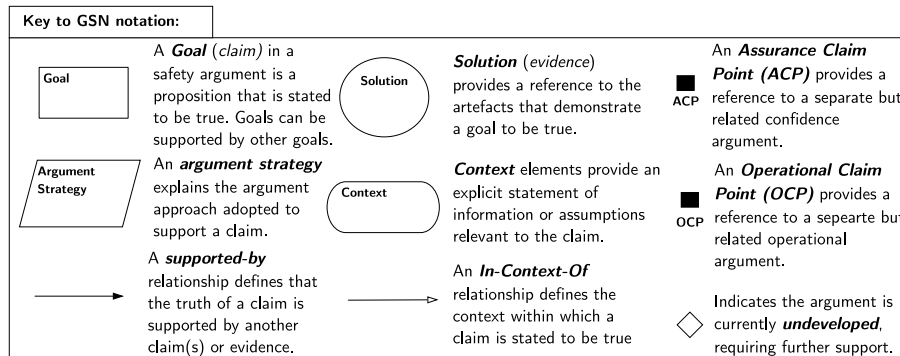 Key to GSN notation:
Goal
A Goal (claim) in a
safety argument is a
proposition that is stated
to be true. Goals can be
supported by other goals.
Solution
Solution (evidence)
provides a reference to the
artefacts that demonstrate
a goal to be true.
ACP
An Assurance Claim
Point (ACP) provides a
reference to a separate but
related confidence
argument.
Argument
Strategy
An argument strategy
explains the argument
approach adopted to
support a claim.
Context
Context elements provide an
explicit statement of
information or assumptions
relevant to the claim.
OCP
An Operational Claim
Point (OCP) provides a
reference to a sepearte but
related operational
argument.
A supported-by
relationship defines that
the truth of a claim is
supported by another
claim(s) or evidence.
An In-Context-Of
relationship defines the
context within which a
claim is stated to be true
Indicates the argument is
currently undeveloped,
requiring further support.